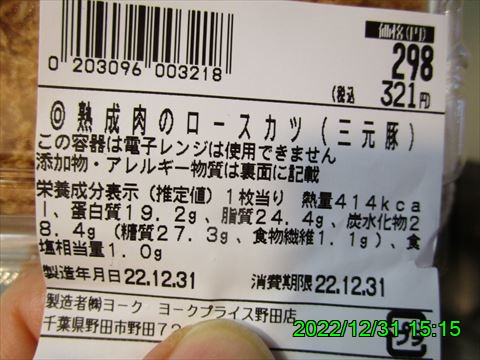 価格(円)
298
(税込 321円)
0 203096 003218
◎熟成肉のロースカツ(三元豚)
この容器は電子レンジは使用できません
添加物・アレルギー物質は裏面に記載
栄養成分表示(推定値)1枚当り 熱量414kca
l、蛋白質19.2g、脂質24.4g、炭水化物2
8.4g(糖質27.3g、食物繊維1.1g)、食
塩相当量1.0g
製造年月日22.12.31 消費期限22.12.31
製造者㈱ヨーク ヨークプライス野田店
千葉県野田市野田72
プラ
2022/12/31 15:15